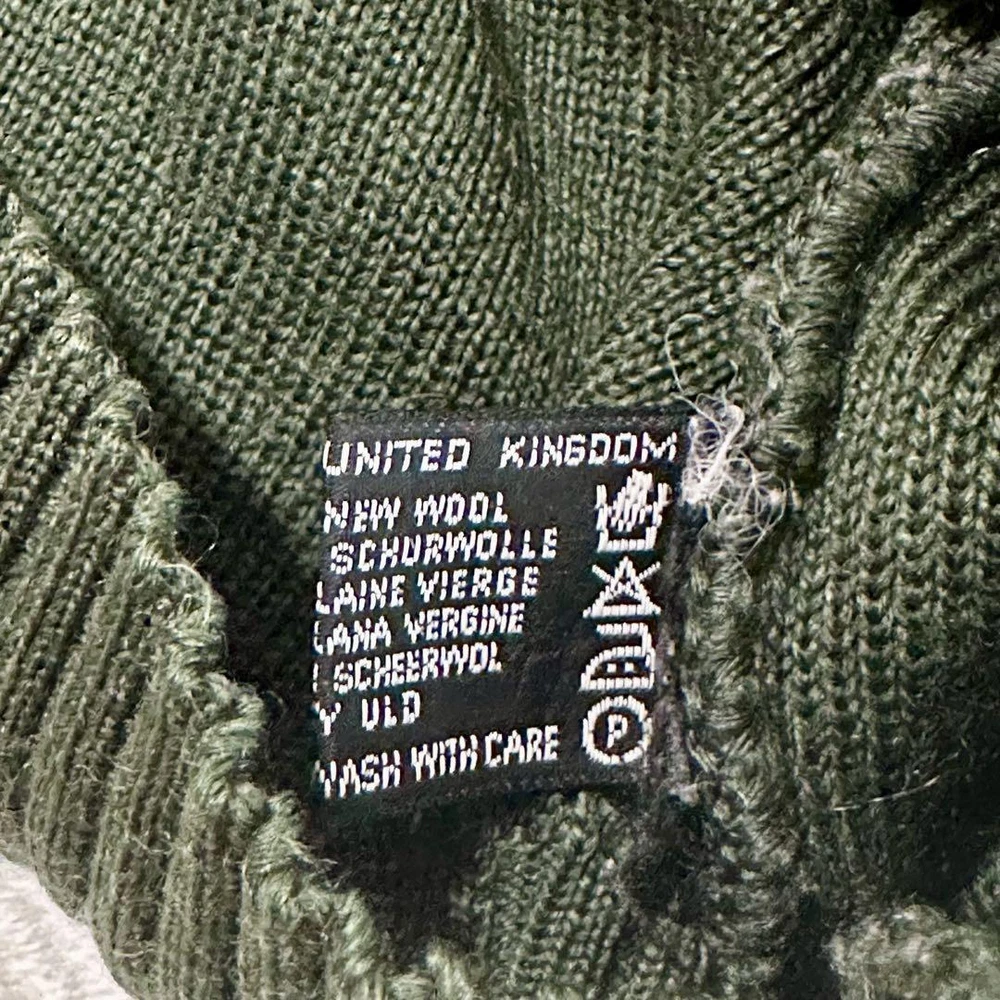 UNITED KINGDOM
NEW WOOL
SCHURWOLLE
LAINE VIERGE
LANA VERGINE
SCHEERWOL
Y ULD
WASH WITH CARE
P